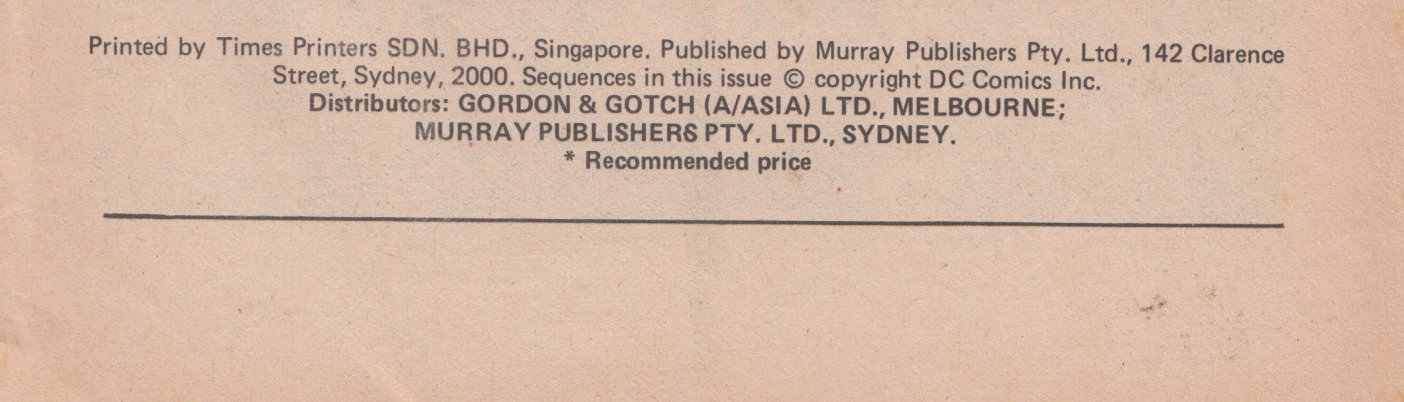 Printed by Times Printers SDN. BHD., Singapore. Published by Murray Publishers Pty. Ltd., 142 Clarence
Street, Sydney, 2000. Sequences in this issue © copyright DC Comics Inc.
Distributors: GORDON & GOTCH (A/ASIA) LTD., MELBOURNE;
MURRAY PUBLISHERS PTY. LTD., SYDNEY.
* Recommended price